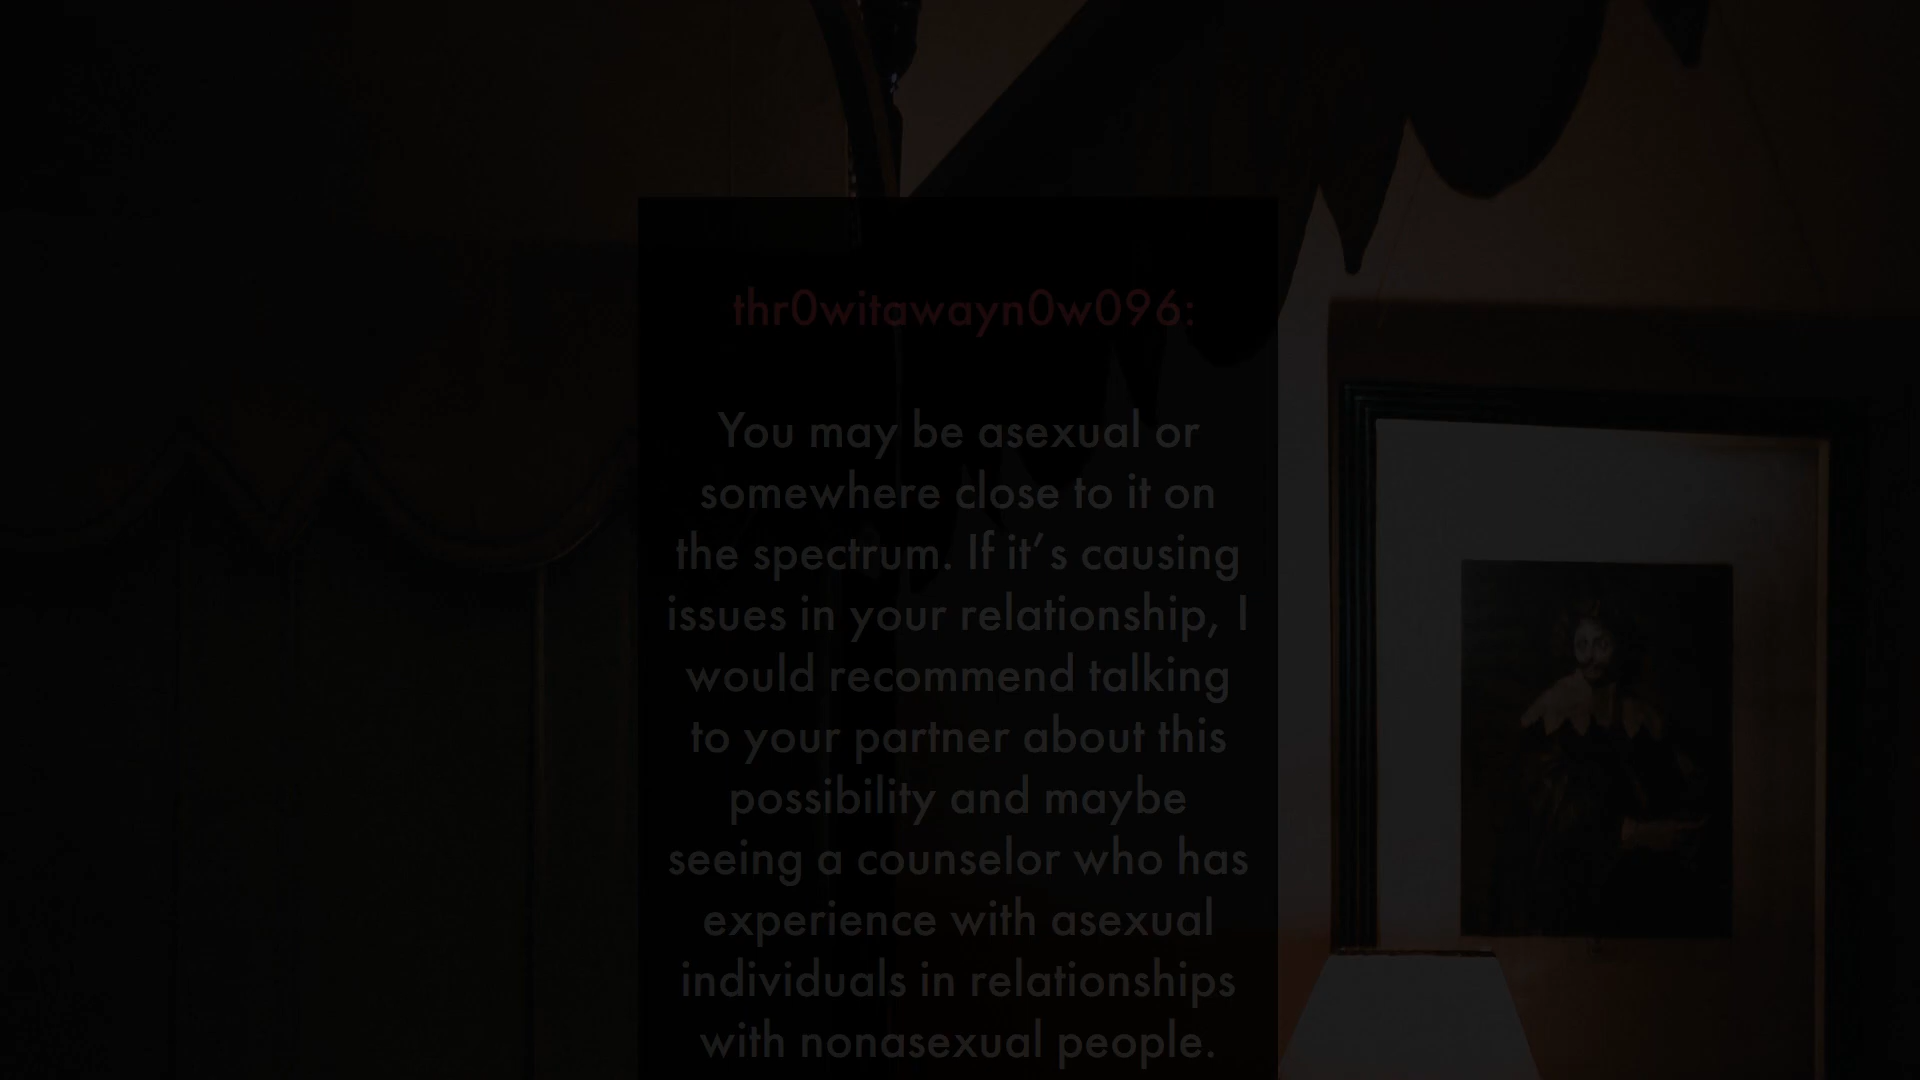 thr0witawayn0w096:
You may be asexual or
somewhere close to it on
the spectrum. If it’s causing
issues in your relationship, I
would recommend talking
to your partner about this
possibility and maybe
seeing a counselor who has
experience with asexual
individuals in relationships
with nonasexual people.